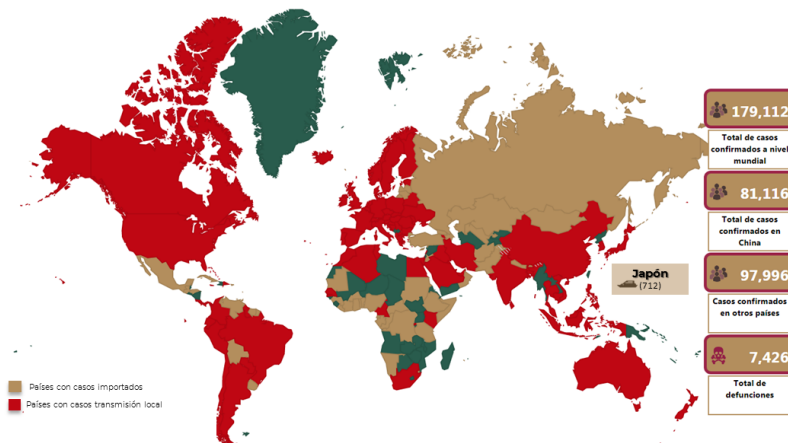 179,112
Total de casos
confirmados a nivel
mundial
81,116
Total de casos
confirmados en
China
Japón
(712)
97,996
Casos confirmados
en otros países
7,426
Total de
defunciones
Países con casos importados
Países con casos transmisión local